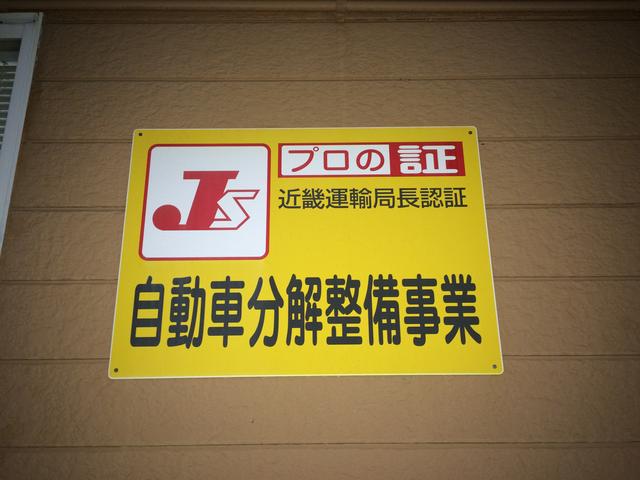 JS
プロの証
近畿運輸局長認証
自動車分解整備事業